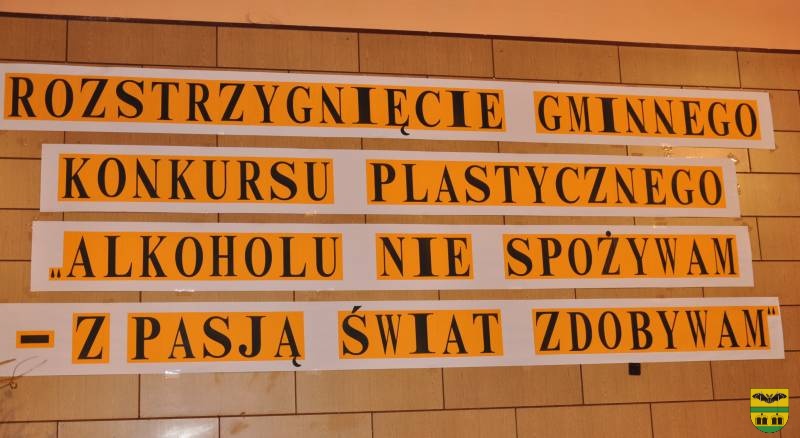 ROZSTRZYGNIĘCIE GMINNEGO
KONKURSU PLASTYCZNEGO
„ALKOHOLU NIE SPOŻYWAM
– Z PASJĄ ŚWIAT ZDOBYWAM"